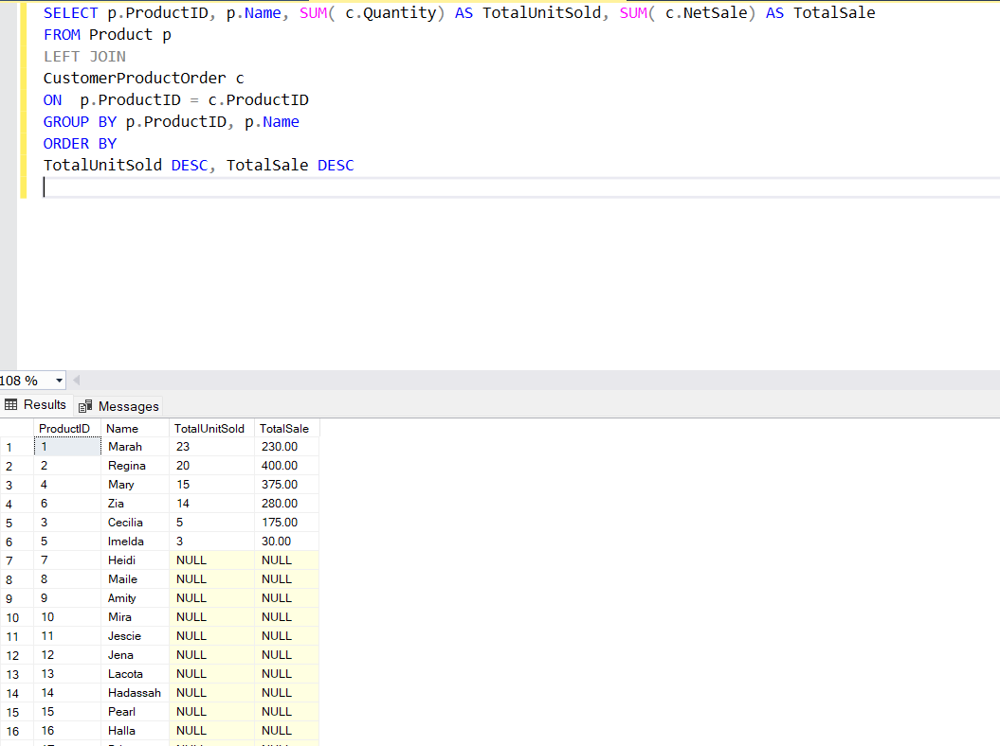 SELECT p.ProductID, p.Name, SUM( c.Quantity) AS TotalUnitSold, SUM( c.NetSale) AS TotalSale
FROM Product p
LEFT JOIN
CustomerProductOrder c
ON  p.ProductID = c.ProductID
GROUP BY p.ProductID, p.Name
ORDER BY
TotalUnitSold DESC, TotalSale DESC
108 %
Results Messages
ProductID Name TotalUnitSold TotalSale
1 1 Marah 23 230.00
2 2 Regina 20 400.00
3 4 Mary 15 375.00
4 6 Zia 14 280.00
5 3 Cecilia 5 175.00
6 5 Imelda 3 30.00
7 7 Heidi NULL NULL
8 8 Maile NULL NULL
9 9 Amity NULL NULL
10 10 Mira NULL NULL
11 11 Jescie NULL NULL
12 12 Jena NULL NULL
13 13 Lacota NULL NULL
14 14 Hadassah NULL NULL
15 15 Pearl NULL NULL
16 16 Halla NULL NULL